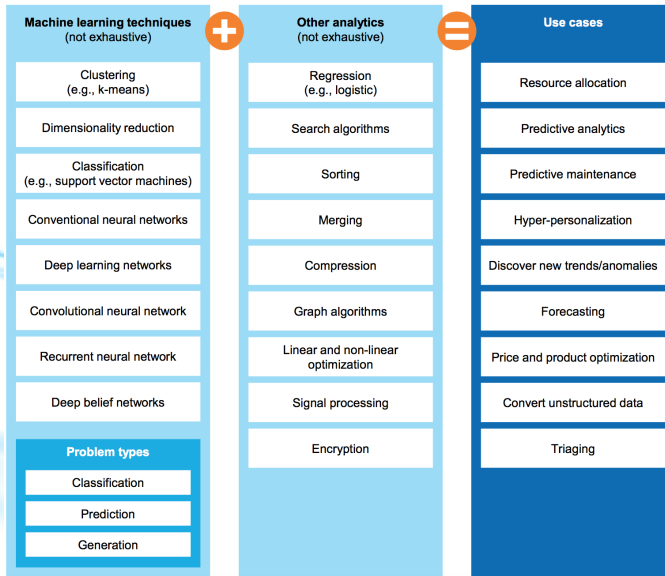 Machine learning techniques
(not exhaustive)
Clustering
(e.g., k-means)
Dimensionality reduction
Classification
(e.g., support vector machines)
Conventional neural networks
Deep learning networks
Convolutional neural network
Recurrent neural network
Deep belief networks
Problem types
Classification
Prediction
Generation
+
Other analytics
(not exhaustive)
Regression
(e.g., logistic)
Search algorithms
Sorting
Merging
Compression
Graph algorithms
Linear and non-linear
optimization
Signal processing
Encryption
=
Use cases
Resource allocation
Predictive analytics
Predictive maintenance
Hyper-personalization
Discover new trends/anomalies
Forecasting
Price and product optimization
Convert unstructured data
Triaging